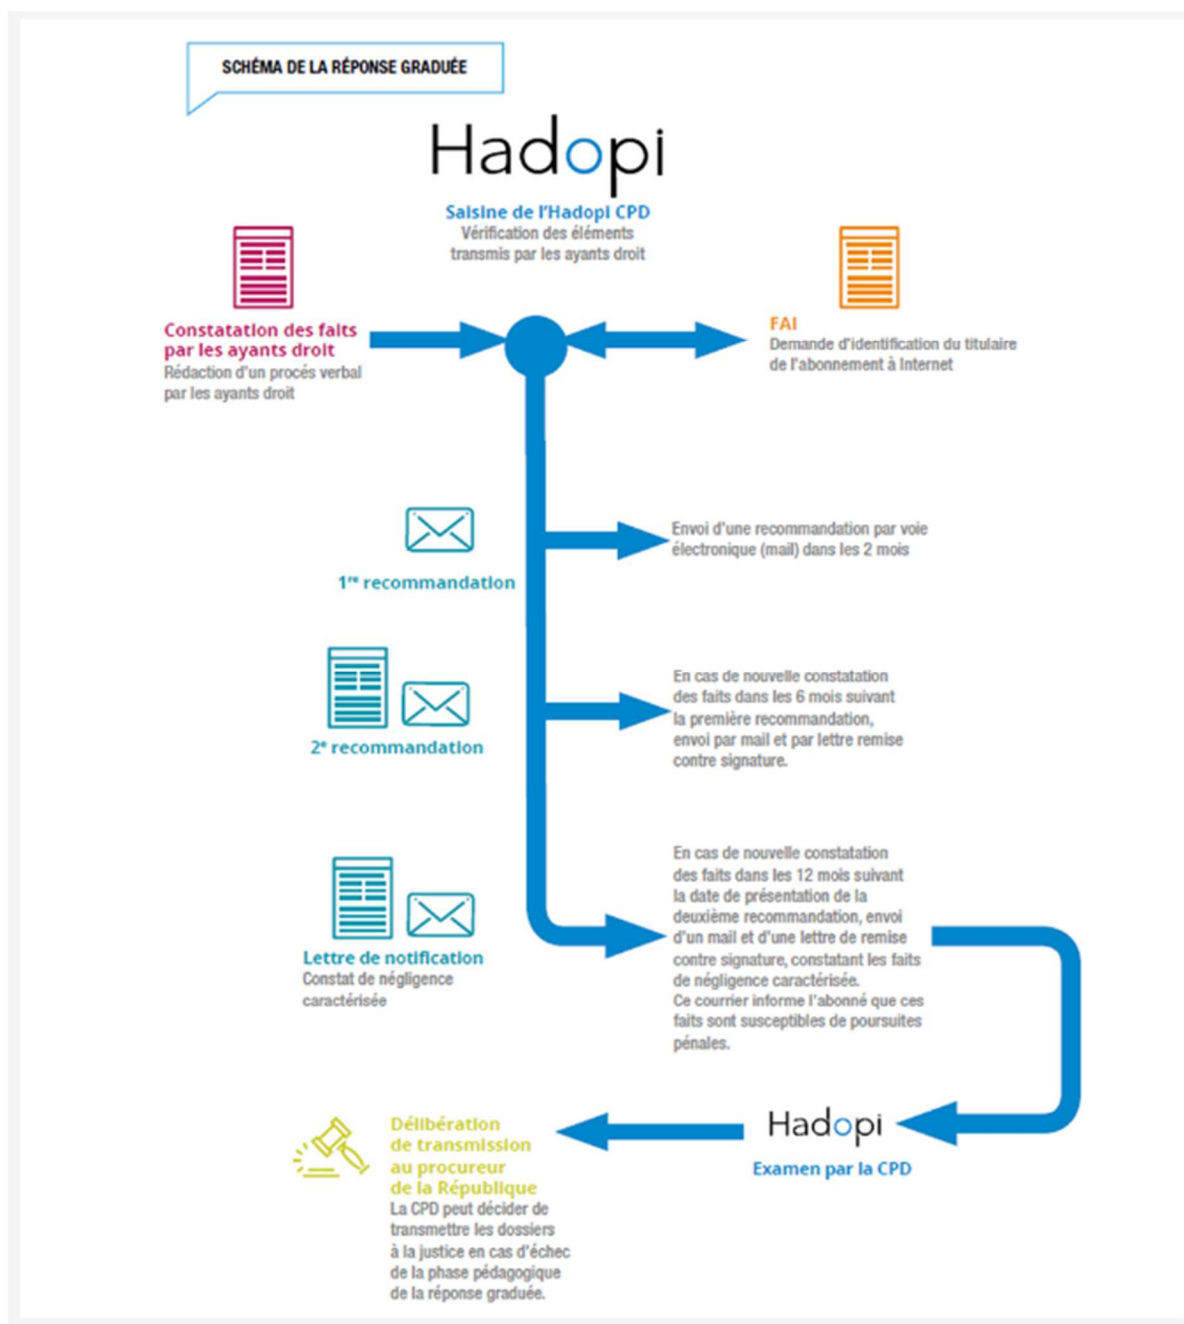 SCHÉMA DE LA RÉPONSE GRADUÉE
Hadopi
Saisine de l'Hadopi CPD
Vérification des éléments
transmis par les ayants droit
Constatation des faits
par les ayants droit
Rédaction d'un procés verbal
par les ayants droit
FAI
Demande d'identification du titulaire
de l'abonnement à Internet
1re recommandation
Envoi d'une recommandation par voie
électronique (mail) dans les 2 mois
2e recommandation
En cas de nouvelle constatation
des faits dans les 6 mois suivant
la première recommandation,
envoi par mail et par lettre remise
contre signature.
Lettre de notification
Constat de négligence
caractérisée
En cas de nouvelle constatation
des faits dans les 12 mois suivant
la date de présentation de la
deuxième recommandation, envoi
d'un mail et d'une lettre de remise
contre signature, constatant les faits
de négligence caractérisée.
Ce courrier informe l'abonné que ces
faits sont susceptibles de poursuites
pénales.
Hadopi
Examen par la CPD
Délibération
de transmission
au procureur
de la République
La CPD peut décider de
transmettre les dossiers
à la justice en cas d'échec
de la phase pédagogique
de la réponse graduée.